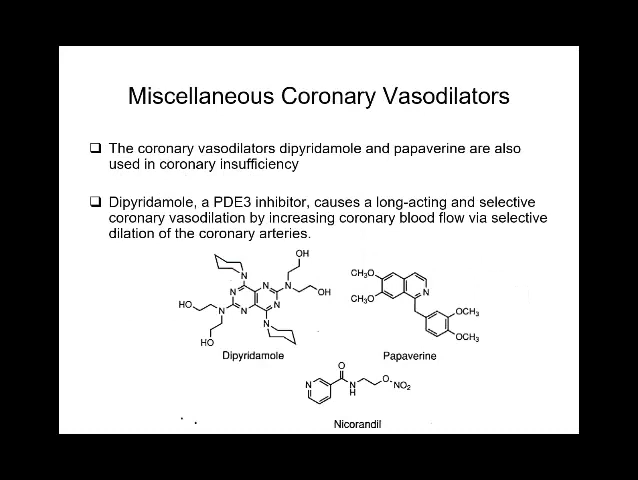 Miscellaneous Coronary Vasodilators
❑ The coronary vasodilators dipyridamole and papaverine are also
used in coronary insufficiency
❑ Dipyridamole, a PDE3 inhibitor, causes a long-acting and selective
coronary vasodilation by increasing coronary blood flow via selective
dilation of the coronary arteries.
OH
N
N N N OH
HO N N N
N
HO
Dipyridamole
CH₃O
CH₃O N
OCH₃
OCH₃
Papaverine
O
N N O NO₂
H
Nicorandil